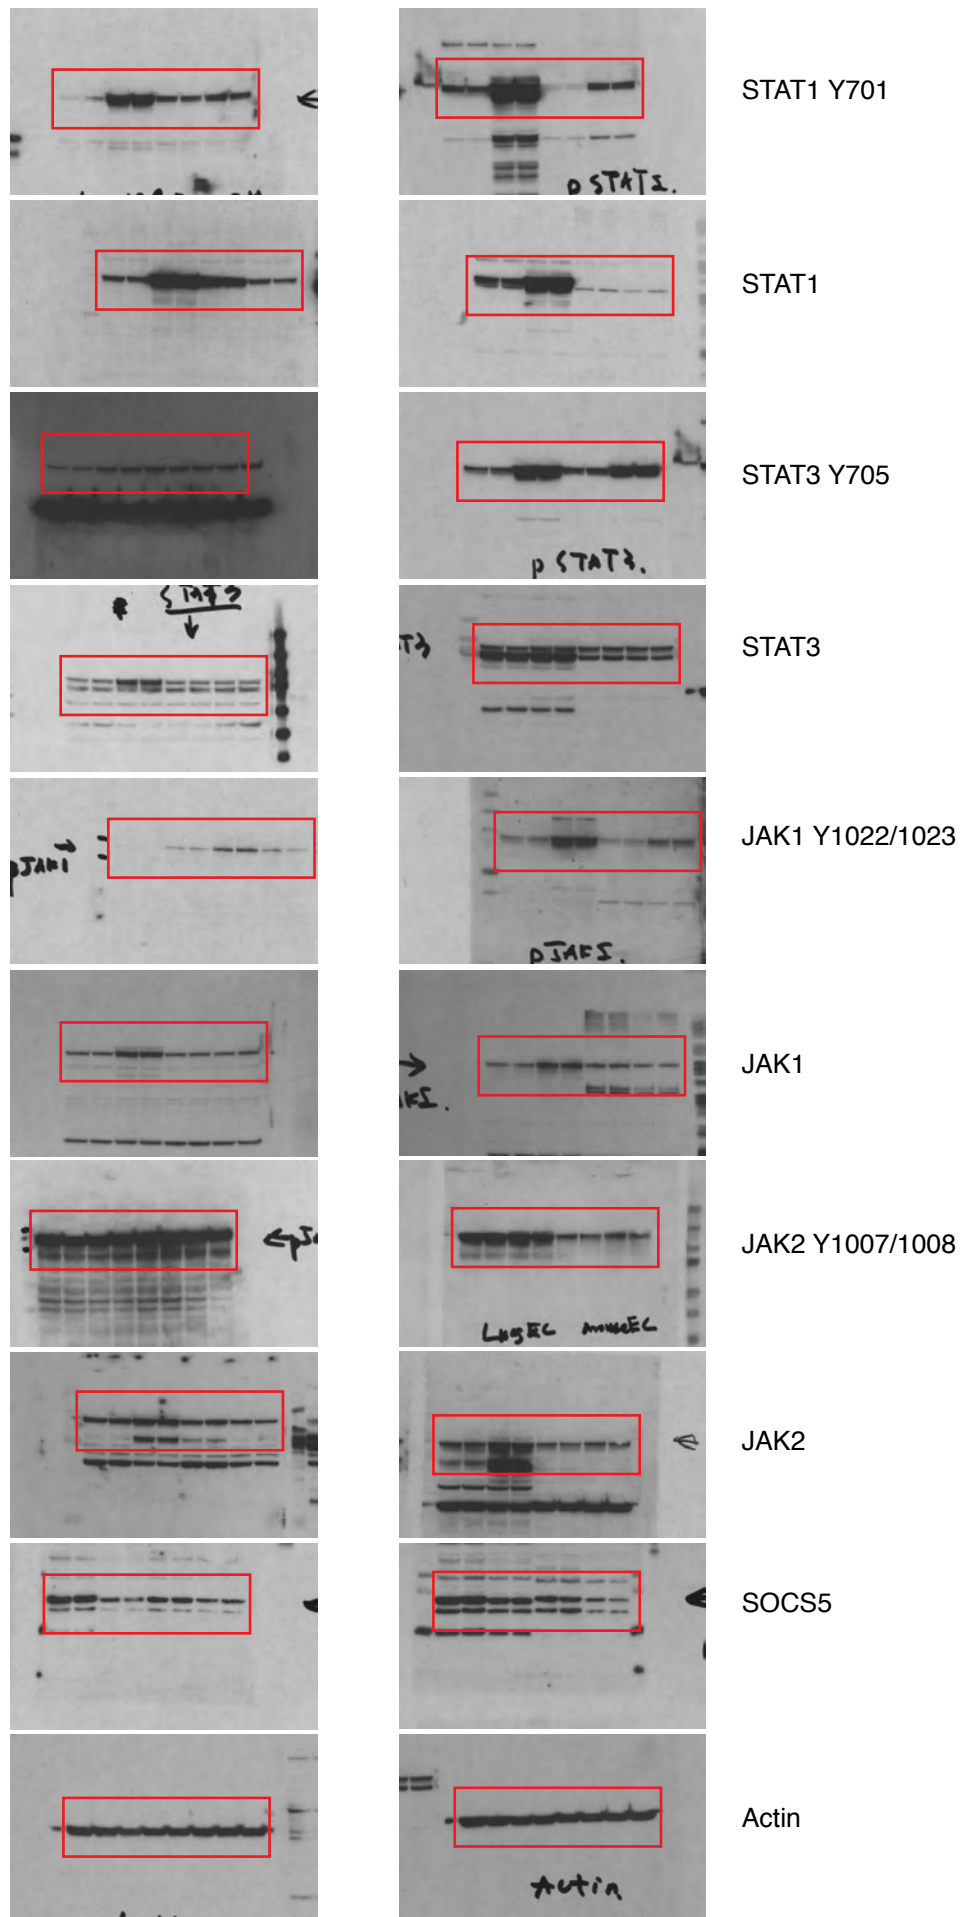 STAT1 Y701
pSTAT1.
STAT1
STAT3 Y705
pSTAT3.
STAT3
STAT3
JAK1 Y1022/1023
pJAK1
pJAK1.
JAK1
JAK2 Y1007/1008
LungEC mouseEC
JAK2
SOCS5
Actin
Actin